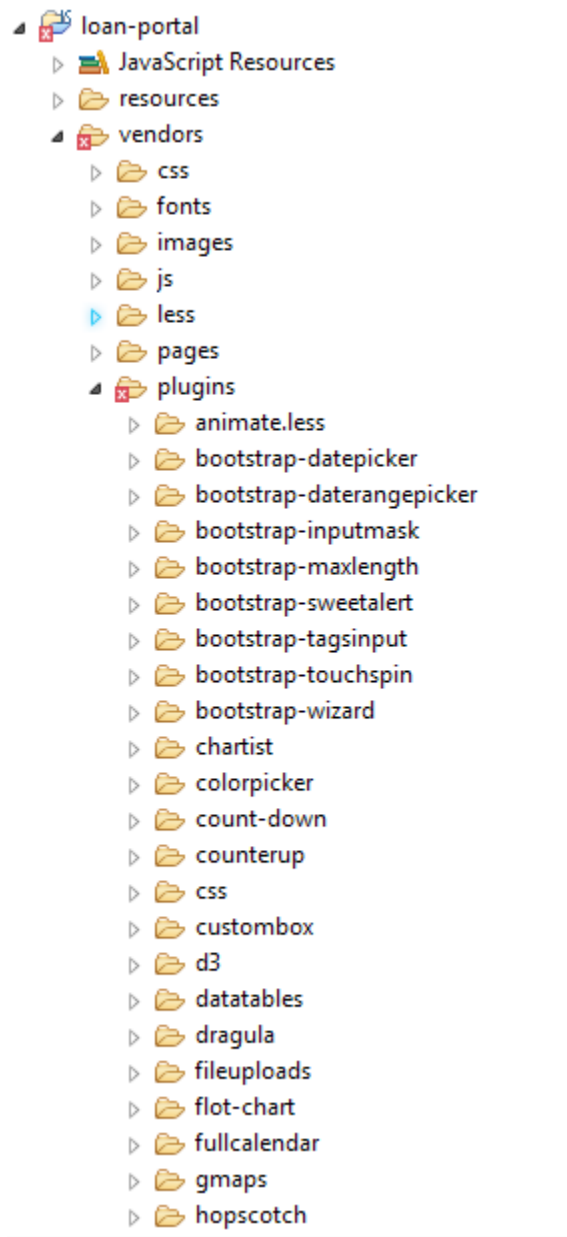 loan-portal
JavaScript Resources
resources
vendors
css
fonts
images
js
less
pages
plugins
animate.less
bootstrap-datepicker
bootstrap-daterangepicker
bootstrap-inputmask
bootstrap-maxlength
bootstrap-sweetalert
bootstrap-tagsinput
bootstrap-touchspin
bootstrap-wizard
chartist
colorpicker
count-down
counterup
css
custombox
d3
datatables
dragula
fileuploads
flot-chart
fullcalendar
gmaps
hopscotch